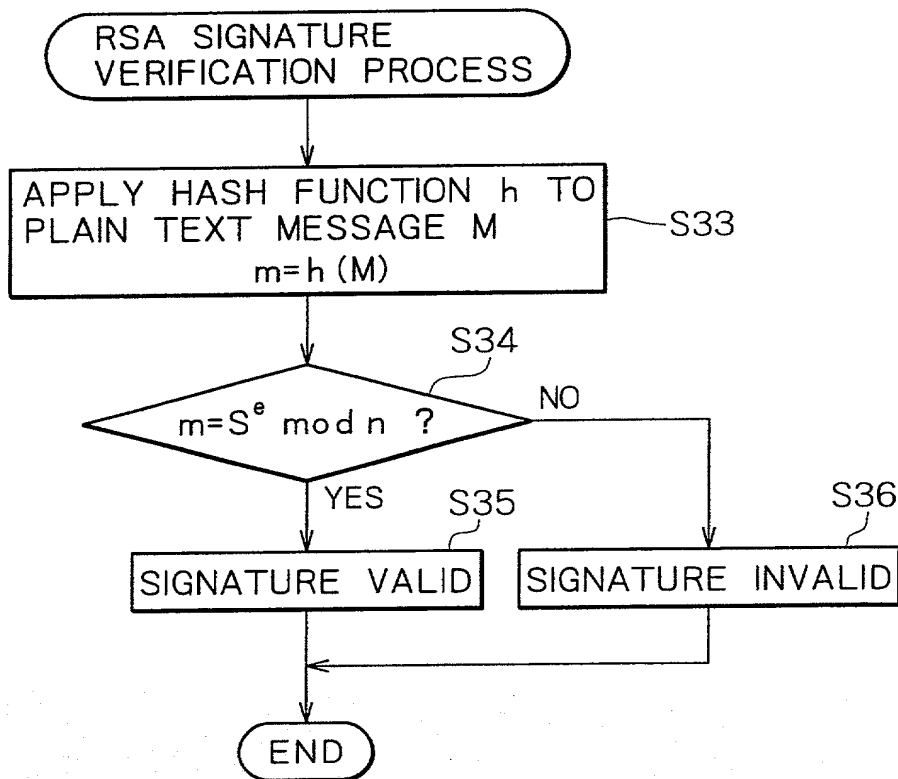 RSA SIGNATURE
VERIFICATION PROCESS
APPLY HASH FUNCTION h TO
PLAIN TEXT MESSAGE M
m=h (M)
S33
S34
m=Sᵉ mod n ?
NO
YES
S35
S36
SIGNATURE VALID
SIGNATURE INVALID
END